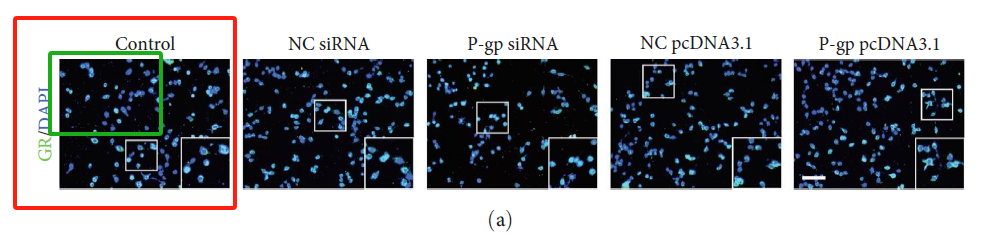 Control
NC siRNA
P-gp siRNA
NC pcDNA3.1
P-gp pcDNA3.1
GR/DAPI
(a)